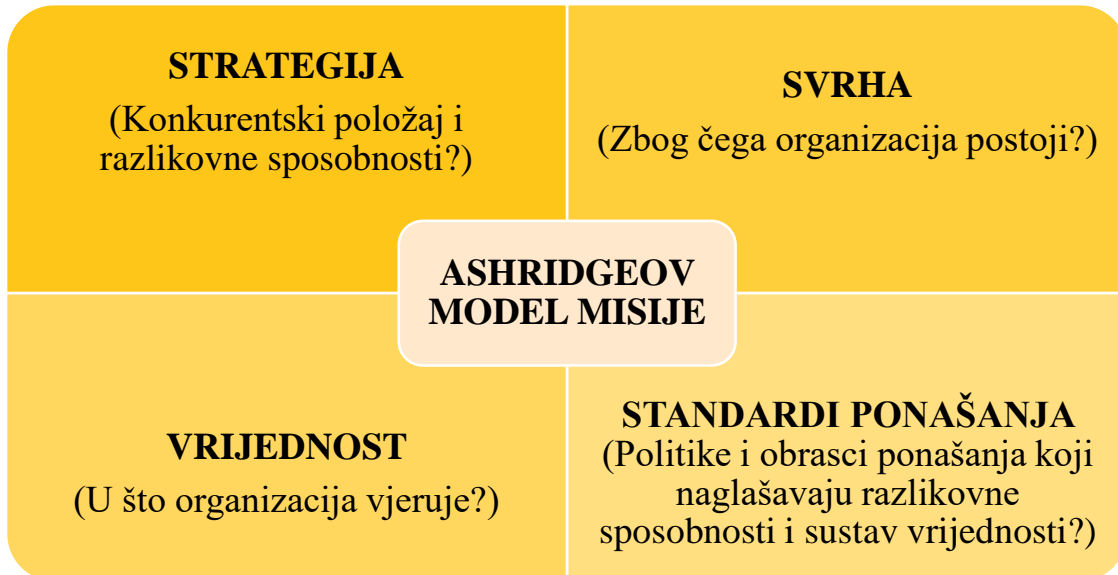 STRATEGIJA
(Konkurentski položaj i
razlikovne sposobnosti?)
SVRHA
(Zbog čega organizacija postoji?)
ASHRIDGEOV
MODEL MISIJE
VRIJEDNOST
(U što organizacija vjeruje?)
STANDARDI PONAŠANJA
(Politike i obrasci ponašanja koji
naglašavaju razlikovne
sposobnosti i sustav vrijednosti?)